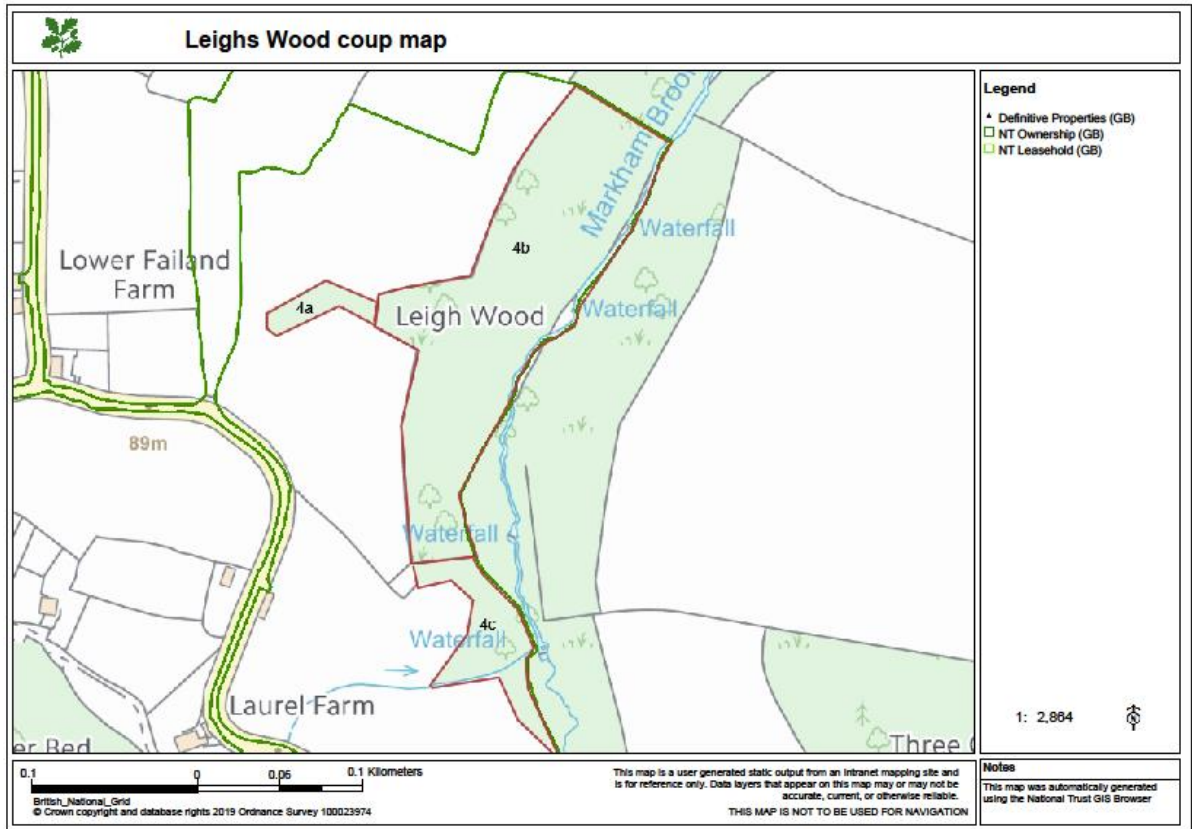 Leighs Wood coup map
Markham Brook
Waterfall
4b
Lower Failand
Farm
4a
Leigh Wood
Waterfall
89m
Waterfall
4c
Waterfall
Laurel Farm
er Bed
Three
Legend
Definitive Properties (GB)
NT Ownership (GB)
NT Leasehold (GB)
1: 2,864
N
0.1 0 0.06 0.1 Kilometers
British_National_Grid
© Crown copyright and database rights 2019 Ordnance Survey 100023974
This map is a user generated static output from an Intranet mapping site and
is for reference only. Data layers that appear on this map may or may not be
accurate, current, or otherwise reliable.
THIS MAP IS NOT TO BE USED FOR NAVIGATION
Notes
This map was automatically generated
using the National Trust GIS Browser